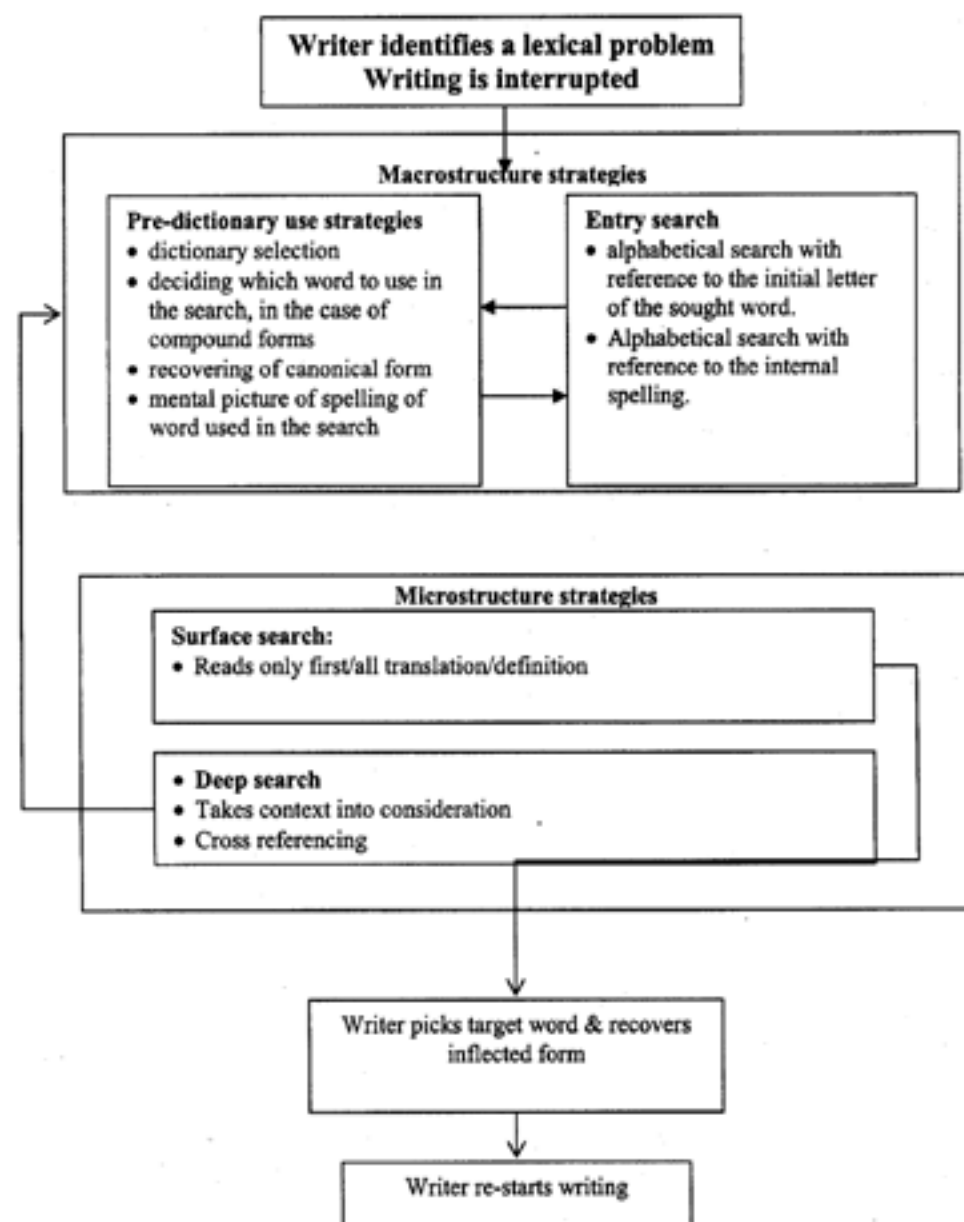 Writer identifies a lexical problem
Writing is interrupted
Macrostructure strategies
Pre-dictionary use strategies
• dictionary selection
• deciding which word to use in
the search, in the case of
compound forms
• recovering of canonical form
• mental picture of spelling of
word used in the search
Entry search
• alphabetical search with
reference to the initial letter
of the sought word.
• Alphabetical search with
reference to the internal
spelling.
Microstructure strategies
Surface search:
• Reads only first/all translation/definition
• Deep search
• Takes context into consideration
• Cross referencing
Writer picks target word & recovers
inflected form
Writer re-starts writing